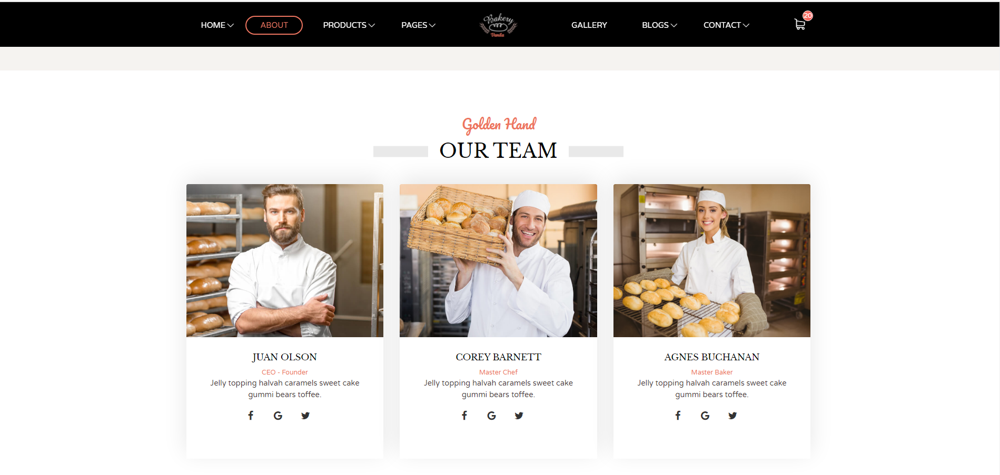 HOME ABOUT PRODUCTS PAGES Bakery Vanila GALLERY BLOGS CONTACT 20
Golden Hand
OUR TEAM
JUAN OLSON
CEO - Founder
Jelly topping halvah caramels sweet cake
gummi bears toffee.
COREY BARNETT
Master Chef
Jelly topping halvah caramels sweet cake
gummi bears toffee.
AGNES BUCHANAN
Master Baker
Jelly topping halvah caramels sweet cake
gummi bears toffee.